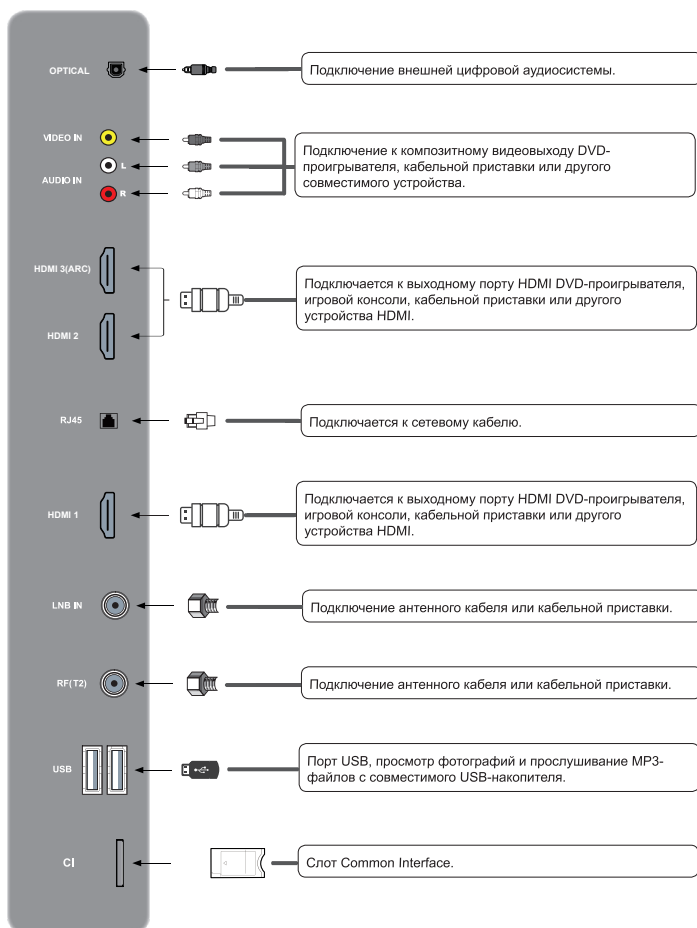 OPTICAL
Подключение внешней цифровой аудиосистемы.
VIDEO IN
L
AUDIO IN
R
Подключение к композитному видеовыходу DVD-
проигрывателя, кабельной приставки или другого
совместимого устройства.
HDMI 3(ARC)
HDMI 2
Подключается к выходному порту HDMI DVD-проигрывателя,
игровой консоли, кабельной приставки или другого
устройства HDMI.
RJ45
Подключается к сетевому кабелю.
HDMI 1
Подключается к выходному порту HDMI DVD-проигрывателя,
игровой консоли, кабельной приставки или другого
устройства HDMI.
LNB IN
Подключение антенного кабеля или кабельной приставки.
RF(T2)
Подключение антенного кабеля или кабельной приставки.
USB
Порт USB, просмотр фотографий и прослушивание MP3-
файлов с совместимого USB-накопителя.
CI
Слот Common Interface.